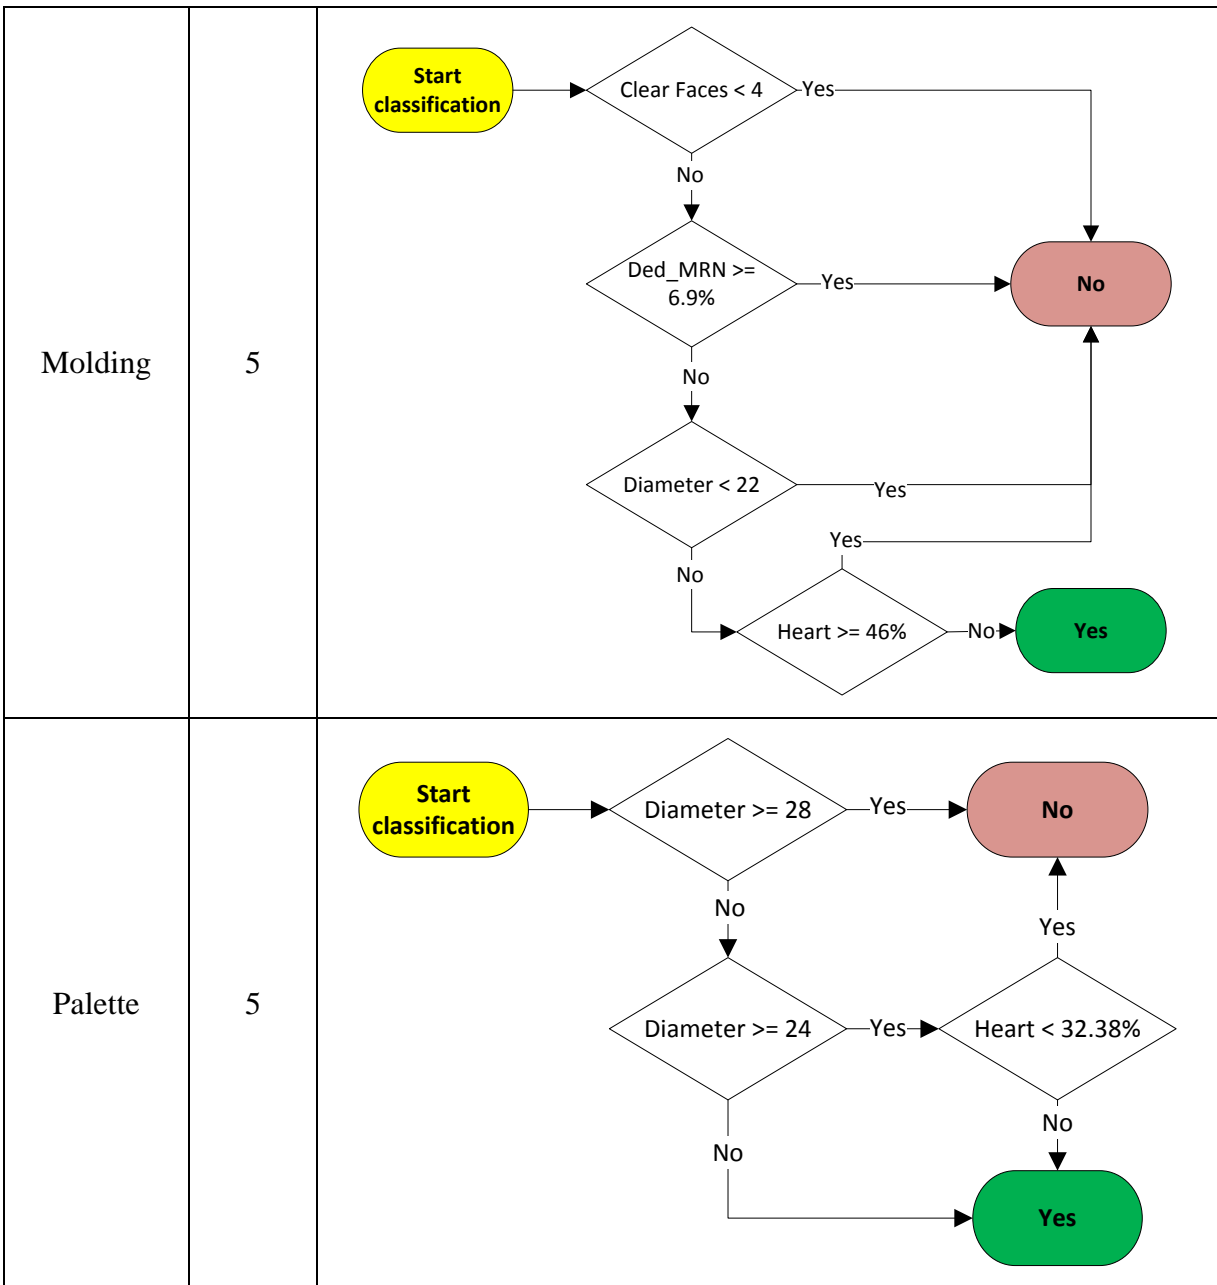 Molding
5
Start
classification
Clear Faces < 4
Yes
No
Ded_MRN >=
6.9%
Yes
No
No
Diameter < 22
Yes
No
Yes
Heart >= 46%
No
Yes
Palette
5
Start
classification
Diameter >= 28
Yes
No
No
Yes
Diameter >= 24
Yes
Heart < 32.38%
No
No
Yes